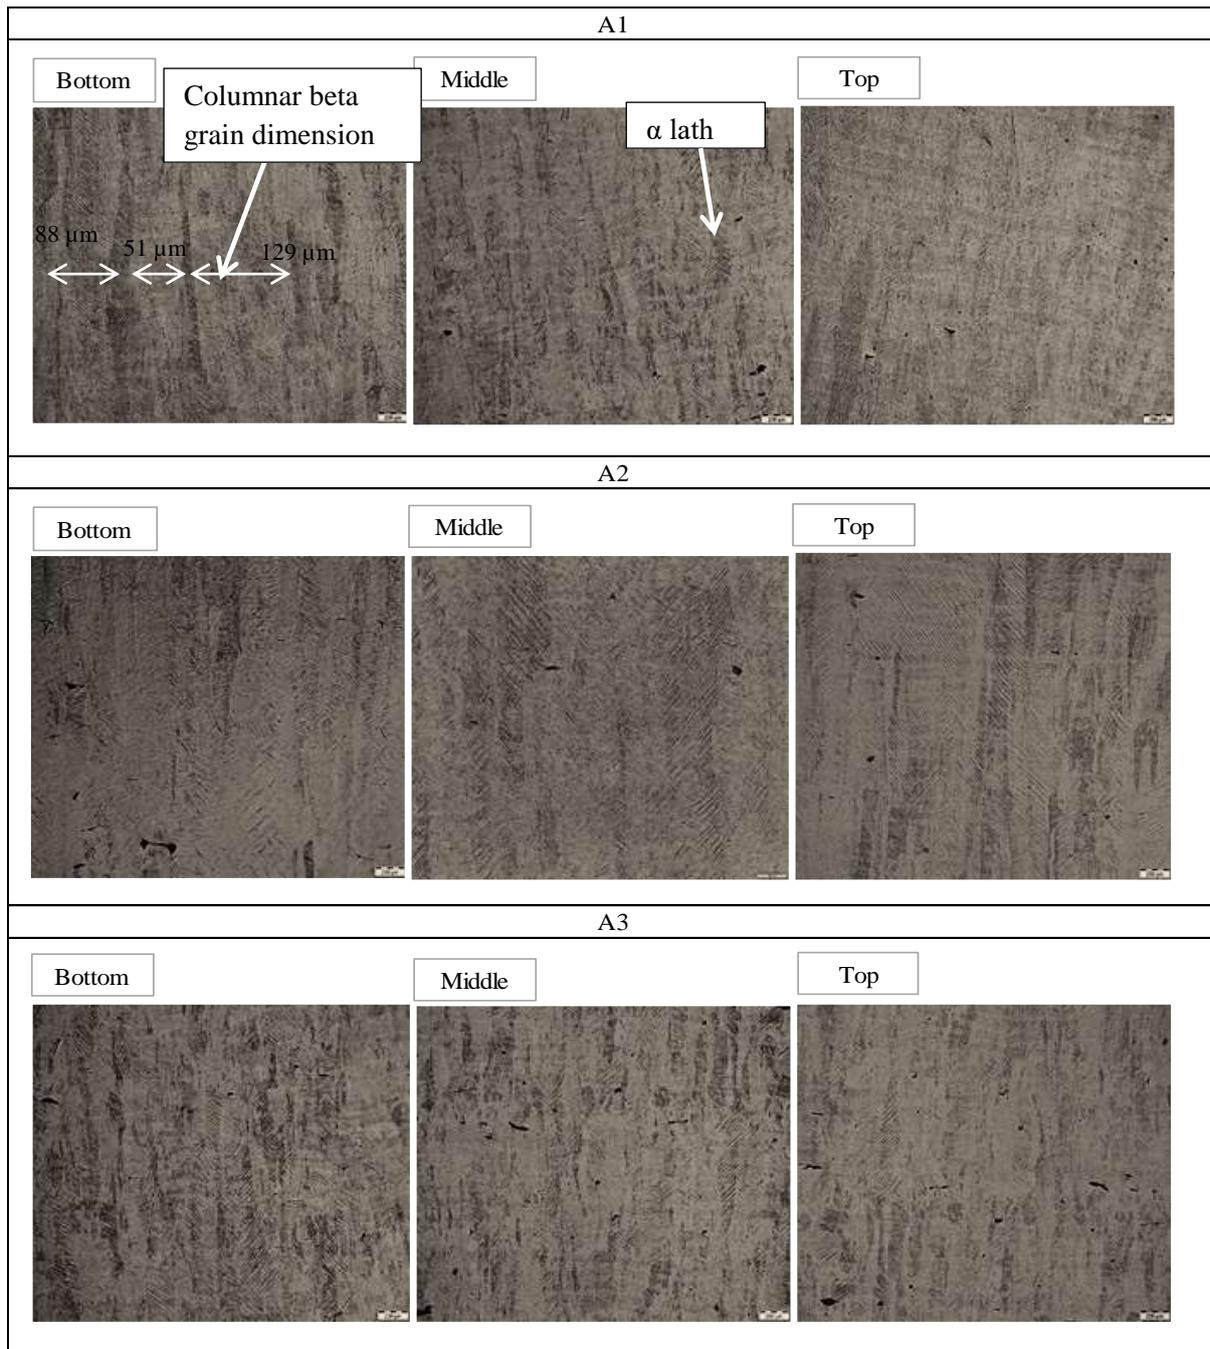 A1
Bottom
Middle
Top
Columnar beta
grain dimension
α lath
88 µm
51 µm
129 µm
A2
Bottom
Middle
Top
A3
Bottom
Middle
Top